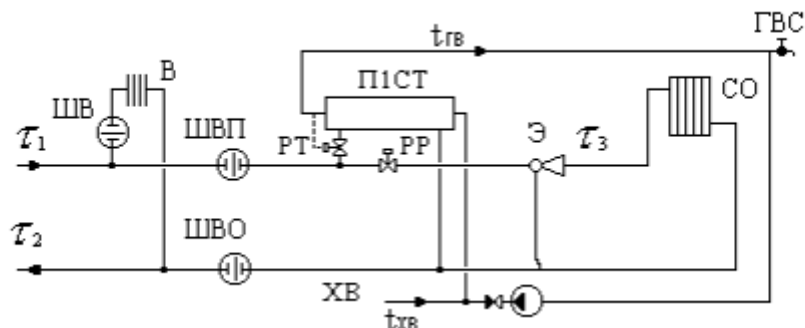 ГВС
tгв
В
П1СТ
СО
ШВ
ШВП
Э
τ3
τ1
РТ
РР
ШВО
τ2
ХВ
tхв